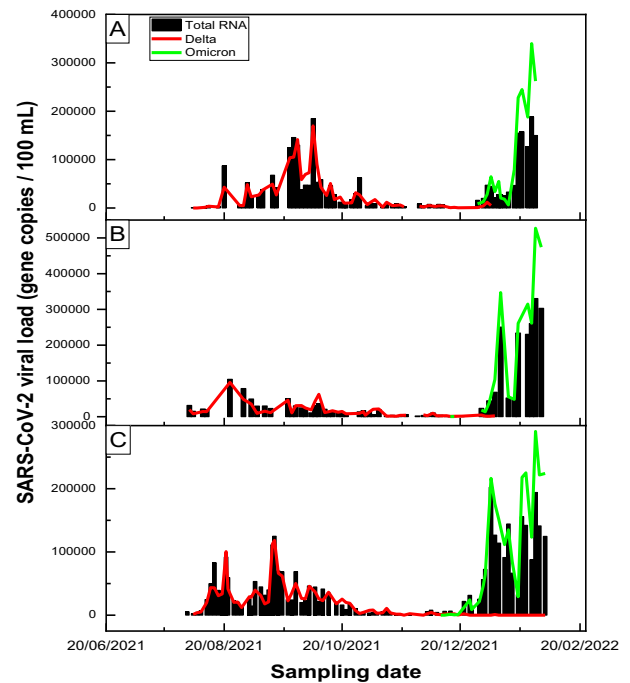 400000
A
Total RNA
Delta
Omicron
300000
200000
100000
0
B
500000
400000
300000
200000
100000
0
300000
C
200000
100000
0
SARS-CoV-2 viral load (gene copies / 100 mL)
20/06/2021 20/08/2021 20/10/2021 20/12/2021 20/02/2022
Sampling date